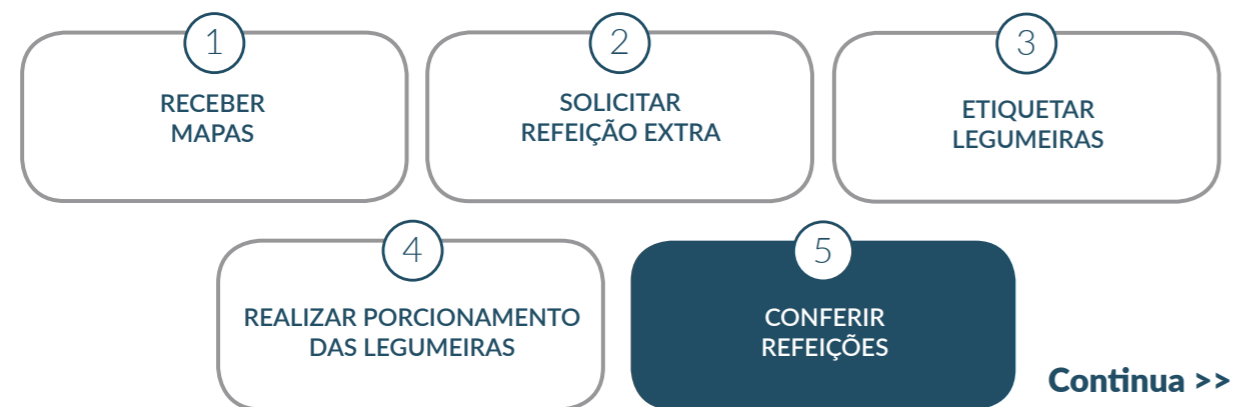 1
RECEBER
MAPAS
2
SOLICITAR
REFEIÇÃO EXTRA
3
ETIQUETAR
LEGUMEIRAS
4
REALIZAR PORCIONAMENTO
DAS LEGUMEIRAS
5
CONFERIR
REFEIÇÕES
Continua >>